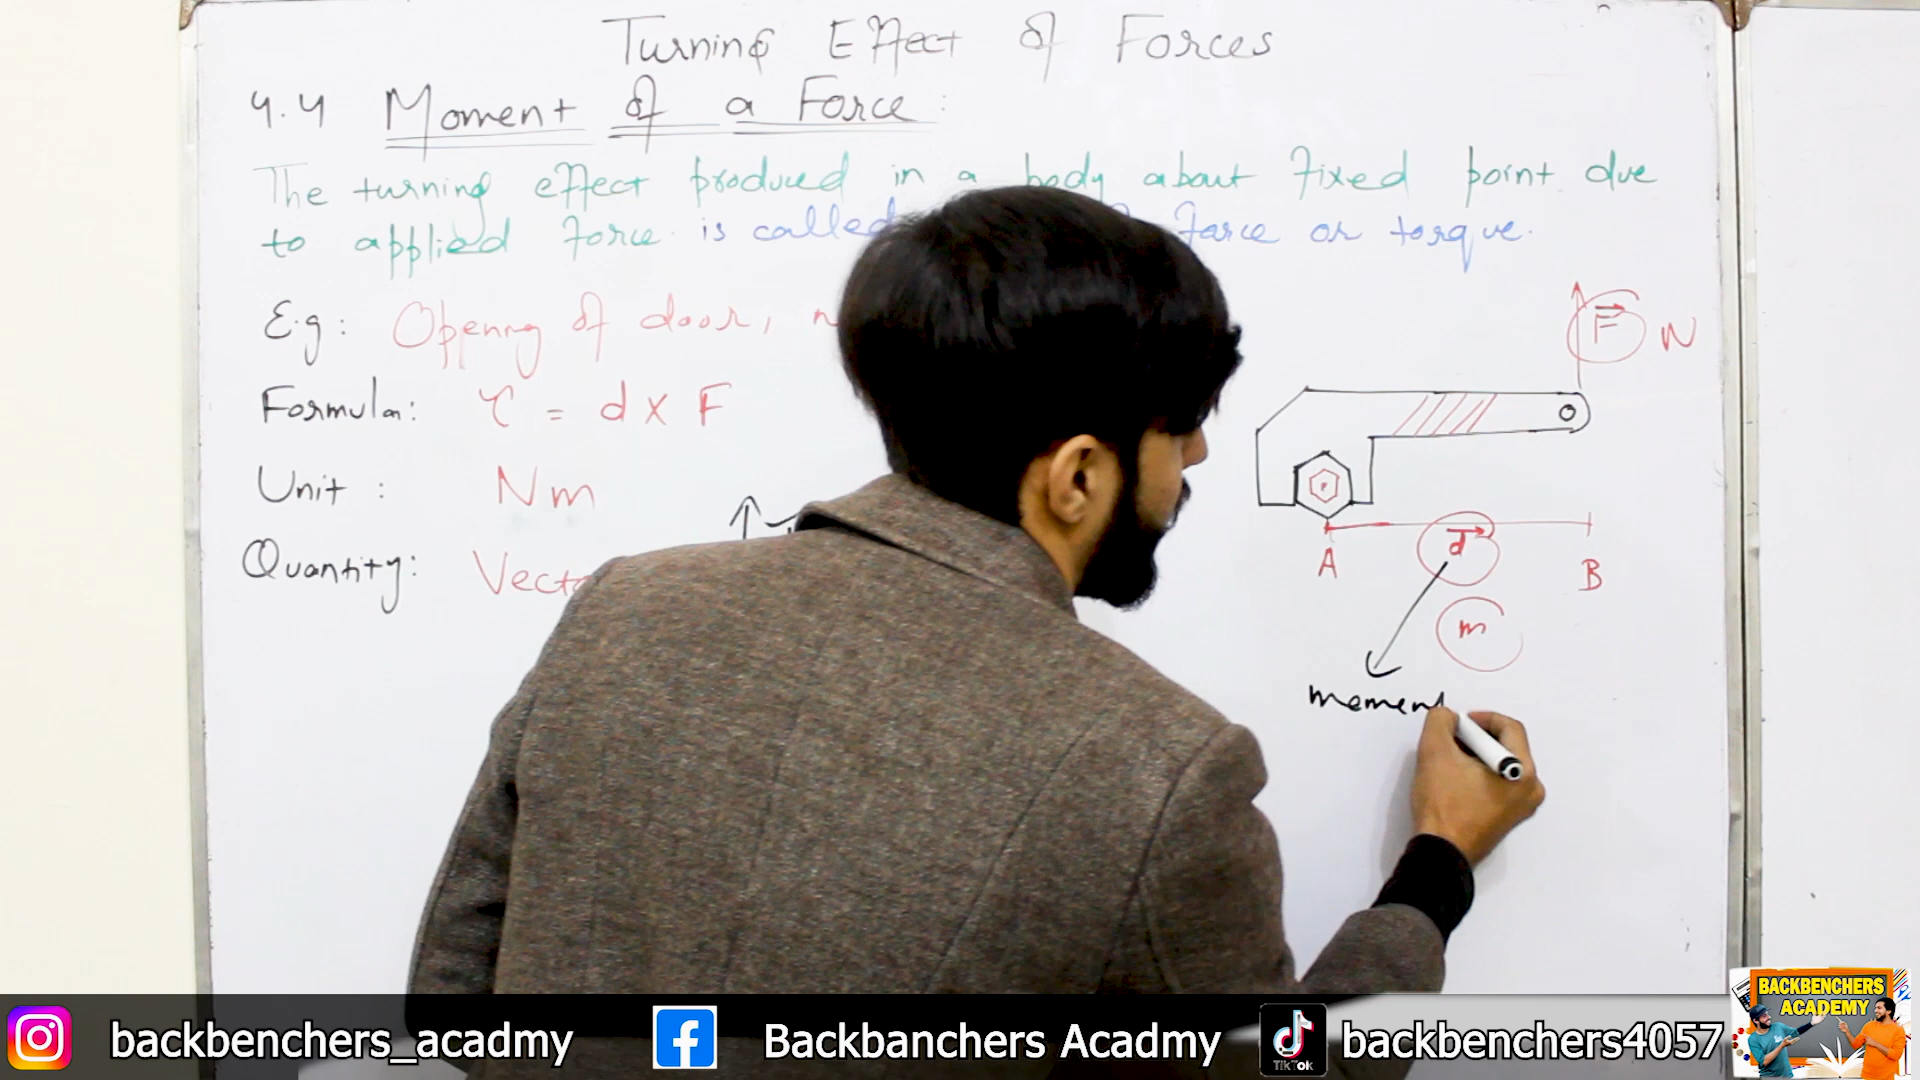 Turning Effect of Forces
4.4 Moment of a Force:
The turning effect produced in a body about fixed point due
to applied force is called force or torque.
E.g: Opening of door,
Formula: τ = d x F
Unit : Nm
Quantity:
F N
P
A d B
m
momen
backbenchers_acadmy
Backbanchers Acadmy
TikTok
backbenchers4057
BACKBENCHERS
ACADEMY